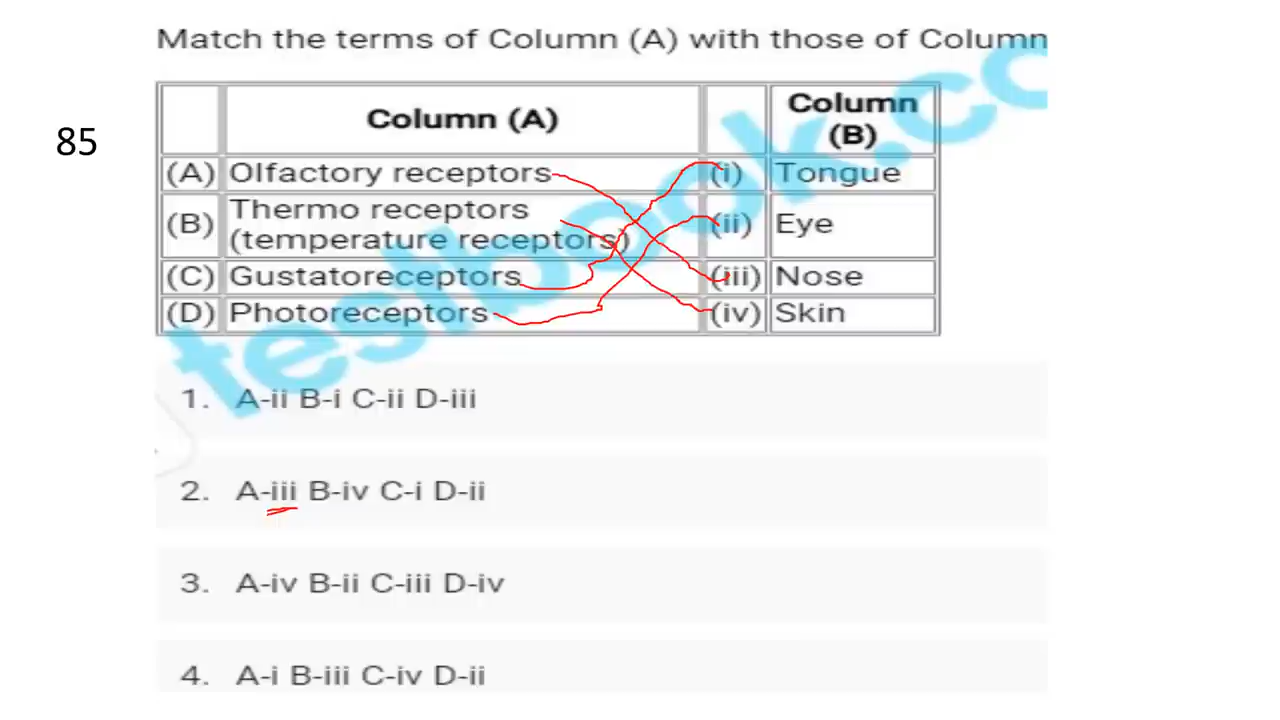 Match the terms of Column (A) with those of Column
85
Column (A) Column
(B)
(A) Olfactory receptors (i) Tongue
(B) Thermo receptors
(temperature receptors) (ii) Eye
(C) Gustatoreceptors (iii) Nose
(D) Photoreceptors (iv) Skin
1. A-ii B-i C-ii D-iii
2. A-iii B-iv C-i D-ii
3. A-iv B-ii C-iii D-iv
4. A-i B-iii C-iv D-ii
testbook.co